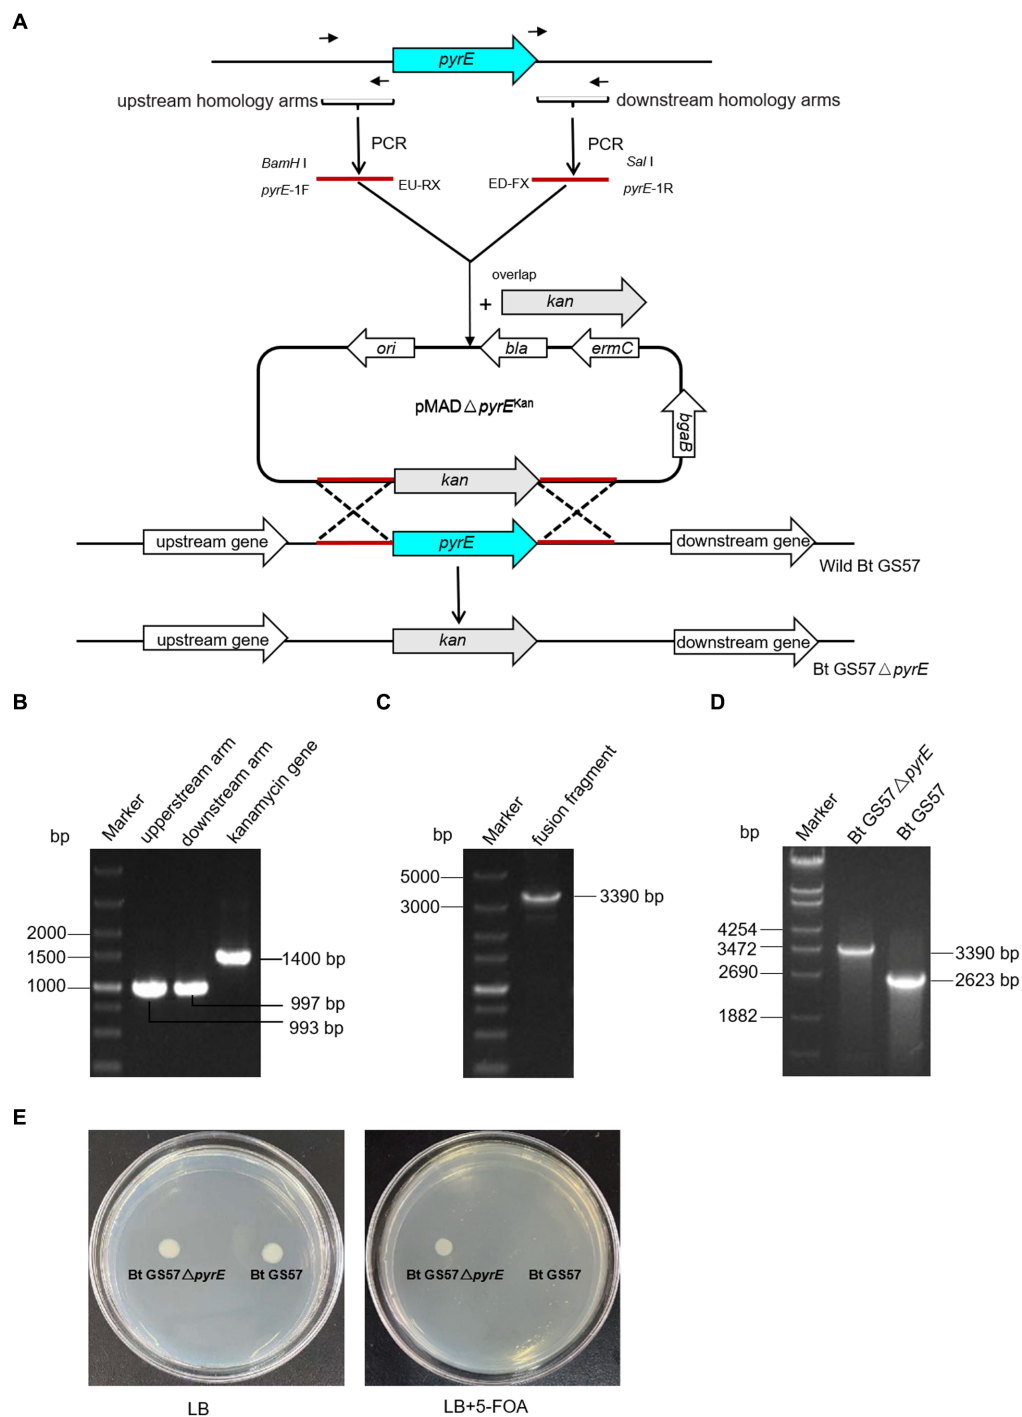 A
pyrE
upstream homology arms
downstream homology arms
PCR
PCR
BamH I
Sal I
pyrE-1F
EU-RX
ED-FX
pyrE-1R
overlap
+
kan
ori
bla
ermC
pMAD△pyrEKan
bgaB
kan
upstream gene
pyrE
downstream gene
Wild Bt GS57
upstream gene
kan
downstream gene
Bt GS57△pyrE
B
bp
Marker
upperstream arm
downstream arm
kanamycin gene
2000
1500
1000
1400 bp
997 bp
993 bp
C
bp
Marker
fusion fragment
5000
3000
3390 bp
D
bp
Marker
Bt GS57△pyrE
Bt GS57
4254
3472
2690
1882
3390 bp
2623 bp
E
Bt GS57△pyrE
Bt GS57
LB
Bt GS57△pyrE
Bt GS57
LB+5-FOA